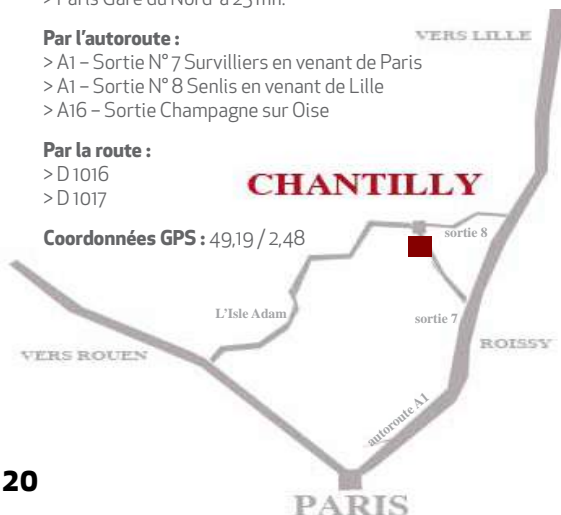 > Paris Gare du Nord à 25 mn.
Par l'autoroute :
> A1 – Sortie N° 7 Survilliers en venant de Paris
> A1 – Sortie N° 8 Senlis en venant de Lille
> A16 – Sortie Champagne sur Oise
Par la route :
> D 1016
> D 1017
Coordonnées GPS : 49,19 / 2,48
VERS LILLE
CHANTILLY
sortie 8
L'Isle Adam
sortie 7
VERS ROUEN
ROISSY
autoroute A1
20
PARIS